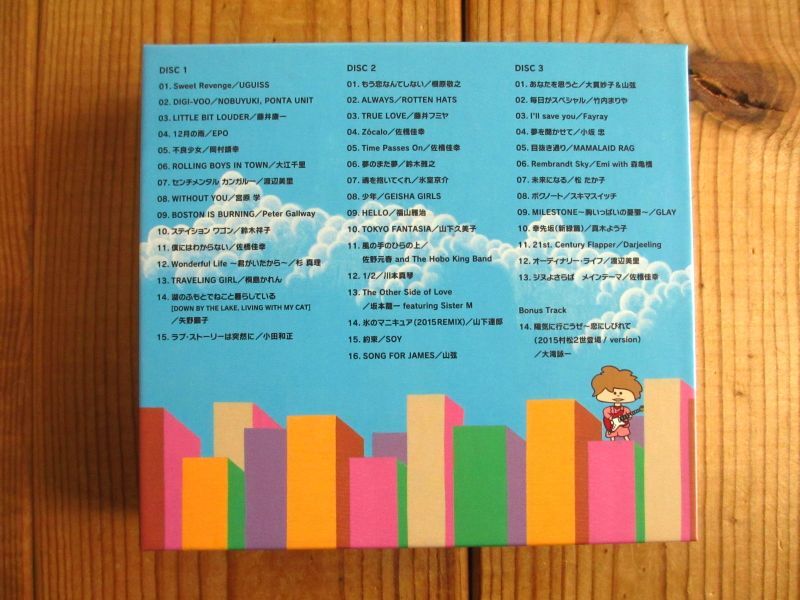 DISC 1
01. Sweet Revenge/UGUISS
02. DIGI-VOO/NOBUYUKI, PONTA UNIT
03. LITTLE BIT LOUDER/藤井康一
04. 12月の雨/EPO
05. 不良少女/岡村靖幸
06. ROLLING BOYS IN TOWN/大江千里
07. センチメンタル カンガルー/渡辺美里
08. WITHOUT YOU/宮原 学
09. BOSTON IS BURNING/Peter Gallway
10. ステイション ワゴン/鈴木祥子
11. 僕にはわからない/佐橋佳幸
12. Wonderful Life ~君がいたから~/杉 真理
13. TRAVELING GIRL/桐島かれん
14. 湖のふもとでねこと暮らしている
[DOWN BY THE LAKE, LIVING WITH MY CAT]
/矢野顕子
15. ラブ・ストーリーは突然に/小田和正
DISC 2
01. もう恋なんてしない/槇原敬之
02. ALWAYS/ROTTEN HATS
03. TRUE LOVE/藤井フミヤ
04. Zócalo/佐橋佳幸
05. Time Passes On/佐橋佳幸
06. 夢のまた夢/鈴木雅之
07. 魂を抱いてくれ/氷室京介
08. 少年/GEISHA GIRLS
09. HELLO/福山雅治
10. TOKYO FANTASIA/山下久美子
11. 風の手のひらの上/
佐野元春 and The Hobo King Band
12. 1/2/川本真琴
13. The Other Side of Love
/坂本龍一 featuring Sister M
14. 氷のマニキュア(2015REMIX)/山下達郎
15. 約束/SOY
16. SONG FOR JAMES/山弦
DISC 3
01. あなたを思うと/大貫妙子&山弦
02. 毎日がスペシャル/竹内まりや
03. I'll save you/Fayray
04. 夢を聞かせて/小坂 忠
05. 目抜き通り/MAMALAID RAG
06. Rembrandt Sky/Emi with 森亀橋
07. 未来になる/松 たか子
08. ボクノート/スキマスイッチ
09. MILESTONE~胸いっぱいの憂鬱~/GLAY
10. 幸先坂(新緑篇)/真木よう子
11. 21st. Century Flapper/Darjeeling
12. オーディナリー・ライフ/渡辺美里
13. ジヌよさらば メインテーマ/佐橋佳幸
Bonus Track
14. 陽気に行こうぜ~恋にしびれて
(2015村松2世登場! version)
/大滝詠一